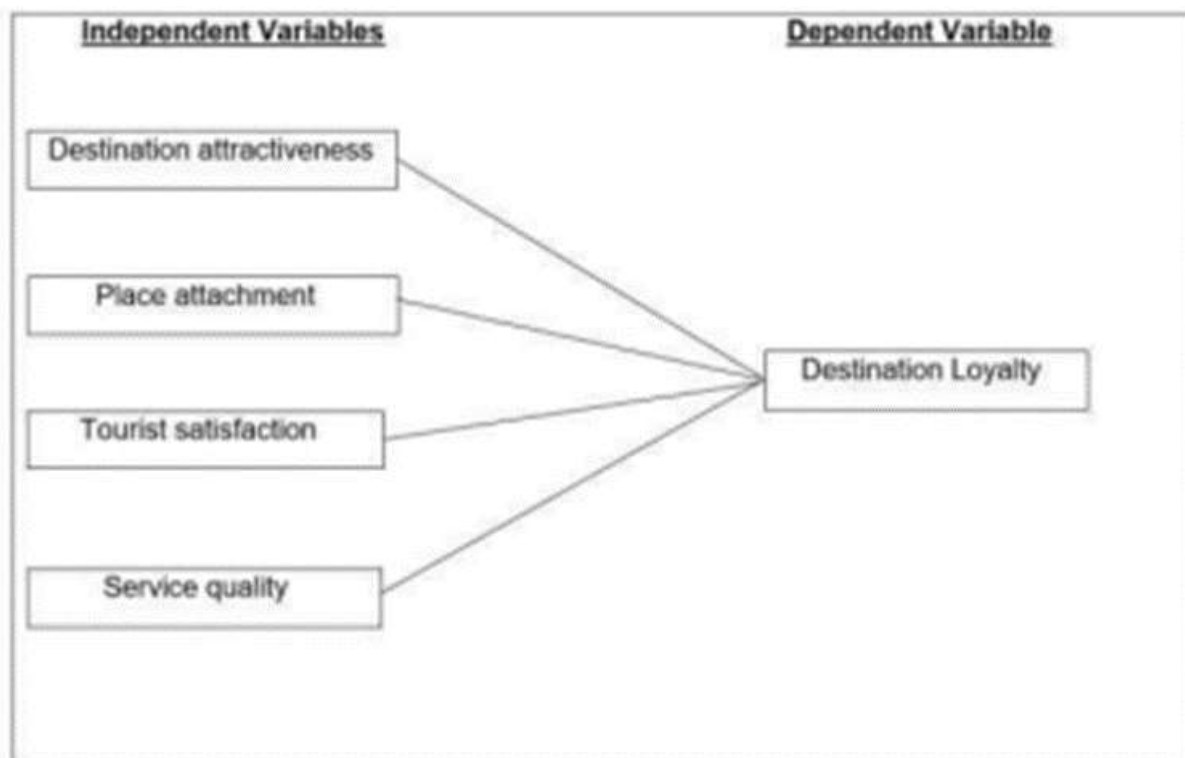 Independent Variables
Dependent Variable
Destination attractiveness
Place attachment
Tourist satisfaction
Service quality
Destination Loyalty